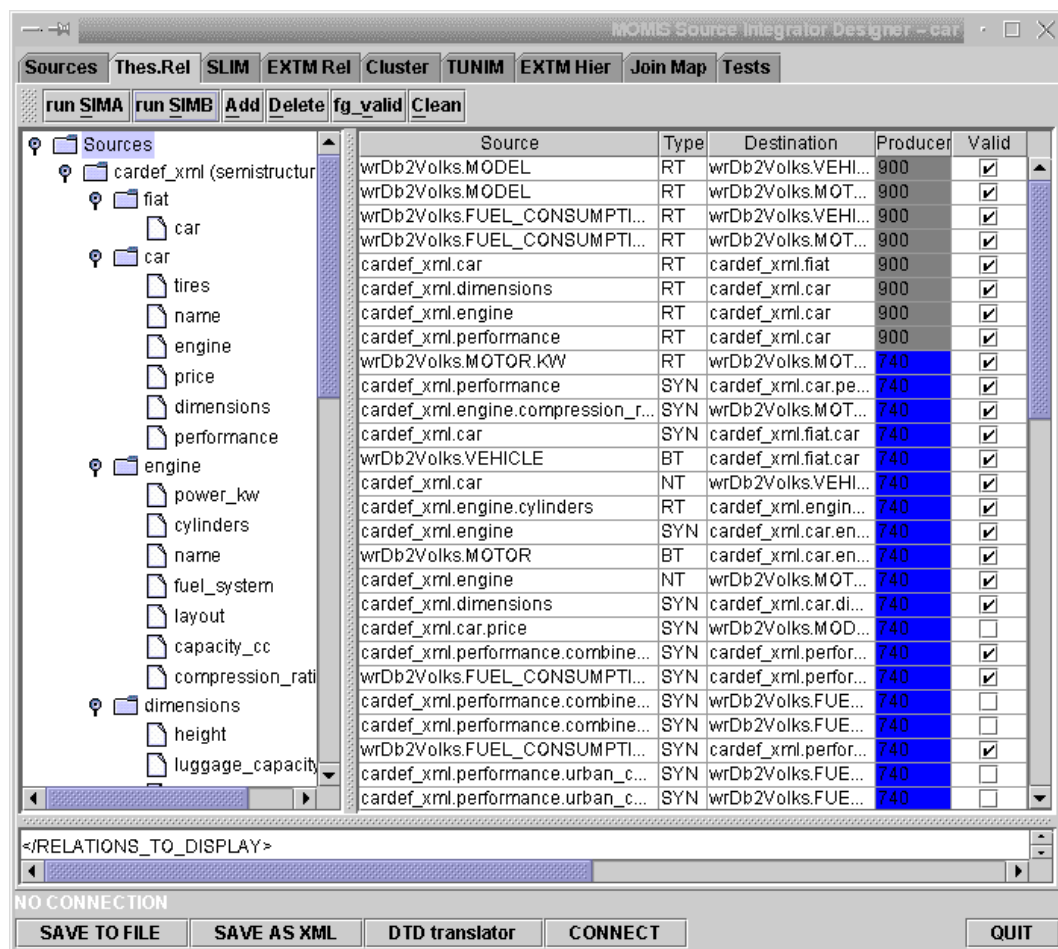 MOMIS Source Integrator Designer – car
Sources Thes.Rel SLIM EXTM Rel Cluster TUNIM EXTM Hier Join Map Tests
run SIMA run SIMB Add Delete fg_valid Clean
Sources
cardef_xml (semistructur
fiat
car
car
tires
name
engine
price
dimensions
performance
engine
power_kw
cylinders
name
fuel_system
layout
capacity_cc
compression_rati
dimensions
height
luggage_capacity
Source Type Destination Producer Valid
wrDb2Volks.MODEL RT wrDb2Volks.VEHI... 900
wrDb2Volks.MODEL RT wrDb2Volks.MOT... 900
wrDb2Volks.FUEL_CONSUMPTI... RT wrDb2Volks.VEHI... 900
wrDb2Volks.FUEL_CONSUMPTI... RT wrDb2Volks.MOT... 900
cardef_xml.car RT cardef_xml.fiat 900
cardef_xml.dimensions RT cardef_xml.car 900
cardef_xml.engine RT cardef_xml.car 900
cardef_xml.performance RT cardef_xml.car 900
wrDb2Volks.MOTOR.KW RT wrDb2Volks.MOT... 740
cardef_xml.performance SYN cardef_xml.car.pe... 740
cardef_xml.engine.compression_r... SYN wrDb2Volks.MOT... 740
cardef_xml.car SYN cardef_xml.fiat.car 740
wrDb2Volks.VEHICLE BT cardef_xml.fiat.car 740
cardef_xml.car NT wrDb2Volks.VEHI... 740
cardef_xml.engine.cylinders RT cardef_xml.engin... 740
cardef_xml.engine SYN cardef_xml.car.en... 740
wrDb2Volks.MOTOR BT cardef_xml.car.en... 740
cardef_xml.engine NT wrDb2Volks.MOT... 740
cardef_xml.dimensions SYN cardef_xml.car.di... 740
cardef_xml.car.price SYN wrDb2Volks.MOD... 740
cardef_xml.performance.combine... SYN cardef_xml.perfor... 740
wrDb2Volks.FUEL_CONSUMPTI... SYN cardef_xml.perfor... 740
cardef_xml.performance.combine... SYN wrDb2Volks.FUE... 740
cardef_xml.performance.combine... SYN wrDb2Volks.FUE... 740
wrDb2Volks.FUEL_CONSUMPTI... SYN cardef_xml.perfor... 740
cardef_xml.performance.urban_c... SYN wrDb2Volks.FUE... 740
cardef_xml.performance.urban_c... SYN wrDb2Volks.FUE... 740
</RELATIONS_TO_DISPLAY>
NO CONNECTION
SAVE TO FILE SAVE AS XML DTD translator CONNECT QUIT